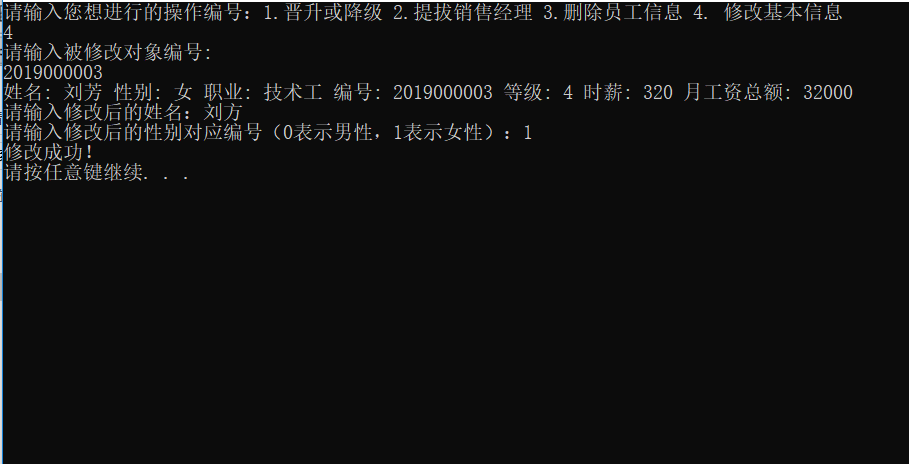 请输入您想进行的操作编号：1.晋升或降级 2.提拔销售经理 3.删除员工信息 4. 修改基本信息
4
请输入被修改对象编号:
2019000003
姓名: 刘芳 性别: 女 职业: 技术工 编号: 2019000003 等级: 4 时薪: 320 月工资总额: 32000
请输入修改后的姓名：刘方
请输入修改后的性别对应编号（0表示男性，1表示女性）：1
修改成功！
请按任意键继续. . .